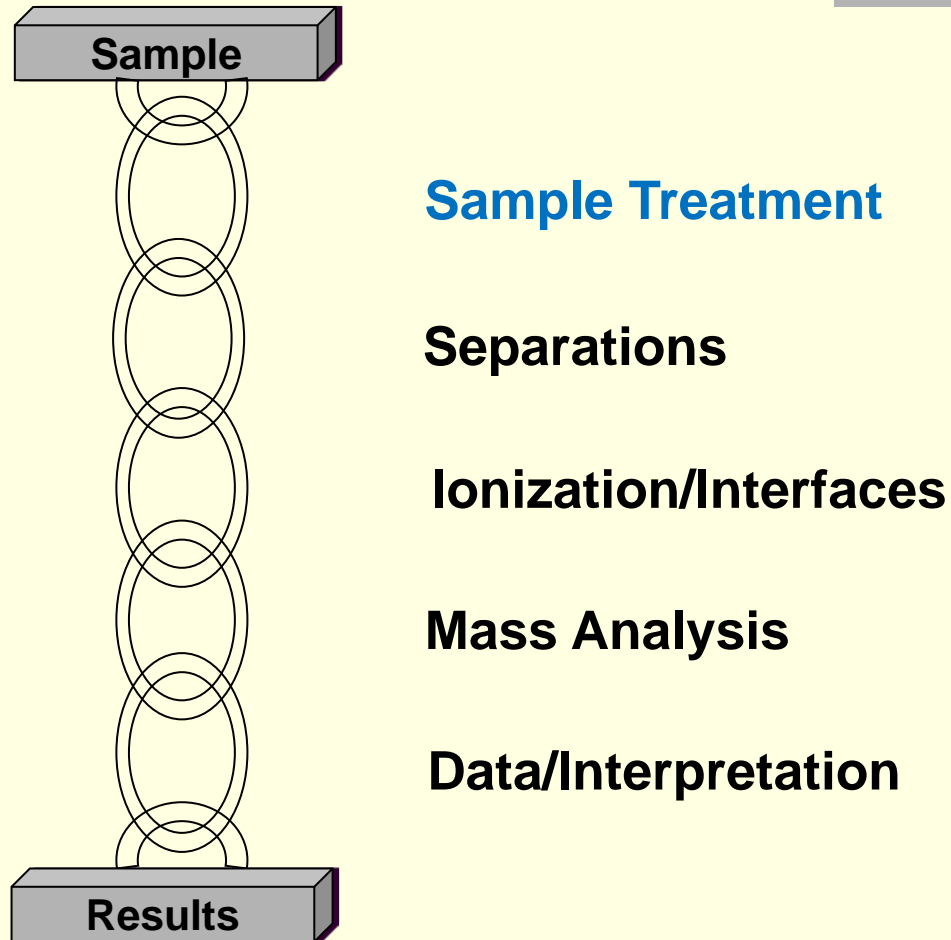 Sample
Sample Treatment
Separations
Ionization/Interfaces
Mass Analysis
Data/Interpretation
Results